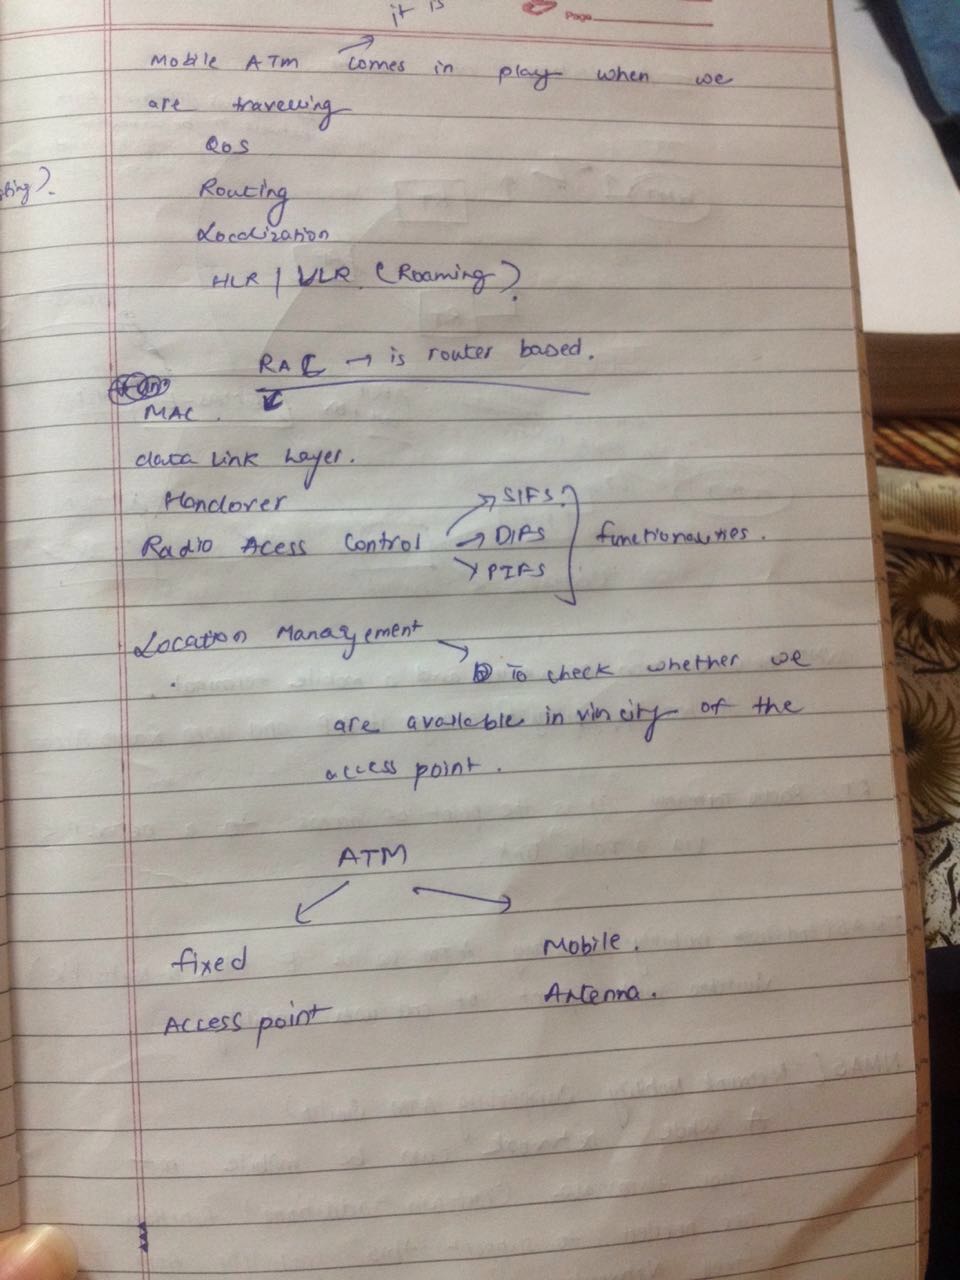 it is
Page
Mobile ATM comes in play when we
are travelling
QoS
Routing
Localization
HLR / VLR (Roaming).
RAC → is router based.
MAC.
data Link Layer.
Handover
Radio Acess Control → SIFS.
→ DIFS functionalities.
→ PIFS
Location Management
→ To check whether we
are available in vincity of the
access point.
ATM
fixed Mobile.
Access point Antenna.